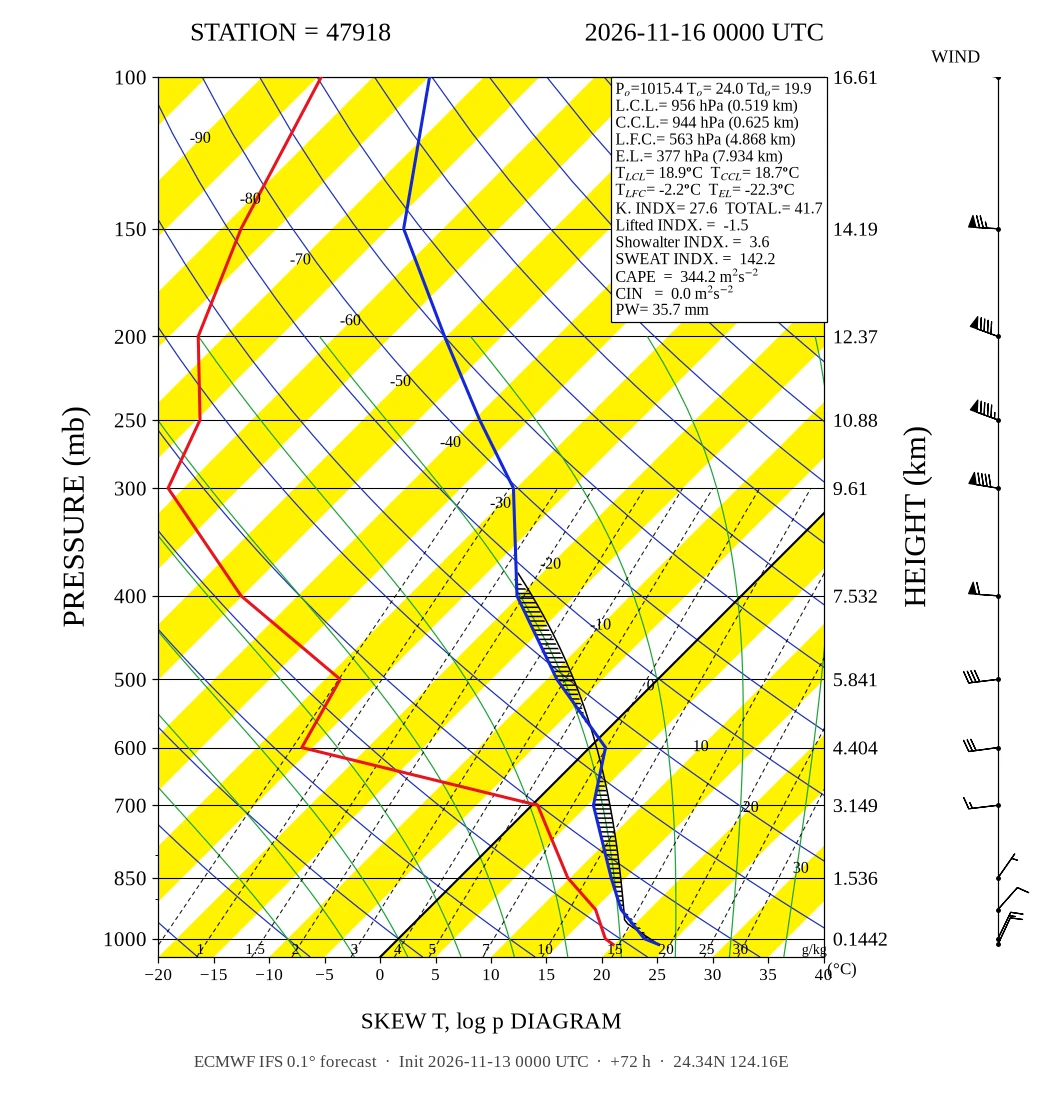 STATION = 47918
2026-11-16 0000 UTC
WIND
P_o=1015.4 T_o= 24.0 Td_o= 19.9
L.C.L.= 956 hPa (0.519 km)
C.C.L.= 944 hPa (0.625 km)
L.F.C.= 563 hPa (4.868 km)
E.L.= 377 hPa (7.934 km)
T_LCL= 18.9°C T_CCL= 18.7°C
T_LFC= -2.2°C T_EL= -22.3°C
K. INDX= 27.6 TOTAL.= 41.7
Lifted INDX. = -1.5
Showalter INDX. = 3.6
SWEAT INDX. = 142.2
CAPE = 344.2 m²s⁻²
CIN = 0.0 m²s⁻²
PW= 35.7 mm
100
16.61
-90
-80
150
14.19
-70
-60
200
12.37
-50
250
10.88
-40
300
9.61
-30
-20
400
7.532
-10
500
5.841
0
600
4.404
10
700
3.149
20
850
1.536
30
1000
0.1442
PRESSURE (mb)
HEIGHT (km)
1 1.5 2 3 4 5 7 10 15 20 25 30 g/kg
−20 −15 −10 −5 0 5 10 15 20 25 30 35 40 (°C)
SKEW T, log p DIAGRAM
ECMWF IFS 0.1° forecast · Init 2026-11-13 0000 UTC · +72 h · 24.34N 124.16E